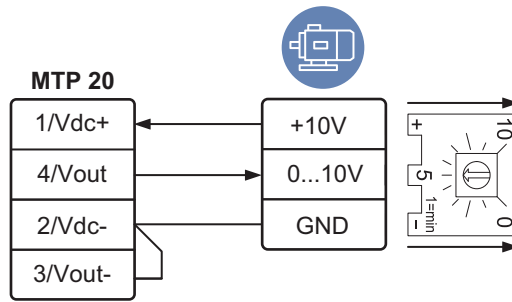 MTP 20
1/Vdc+
4/Vout
2/Vdc-
3/Vout-
+10V
0...10V
GND
+
5
-
1=min
10
0